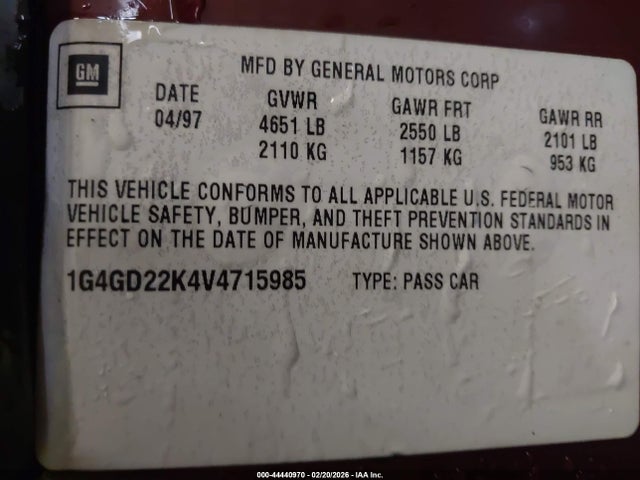 GM
MFD BY GENERAL MOTORS CORP
DATE GVWR GAWR FRT GAWR RR
04/97 4651 LB 2550 LB 2101 LB
2110 KG 1157 KG 953 KG
THIS VEHICLE CONFORMS TO ALL APPLICABLE U.S. FEDERAL MOTOR
VEHICLE SAFETY, BUMPER, AND THEFT PREVENTION STANDARDS IN
EFFECT ON THE DATE OF MANUFACTURE SHOWN ABOVE.
1G4GD22K4V4715985 TYPE: PASS CAR
000-44440970 - 02/20/2026 - IAA Inc.